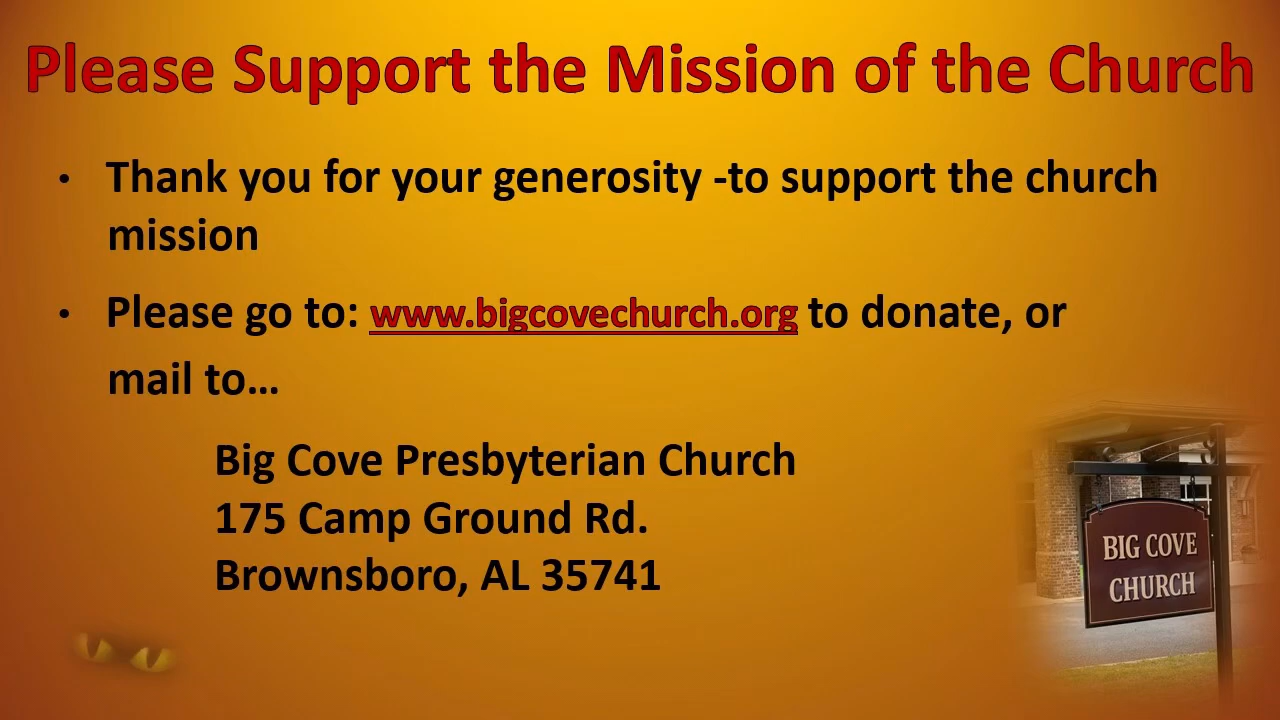 Please Support the Mission of the Church
• Thank you for your generosity -to support the church
mission
• Please go to: www.bigcovechurch.org to donate, or
mail to…
Big Cove Presbyterian Church
175 Camp Ground Rd.
Brownsboro, AL 35741
BIG COVE
CHURCH